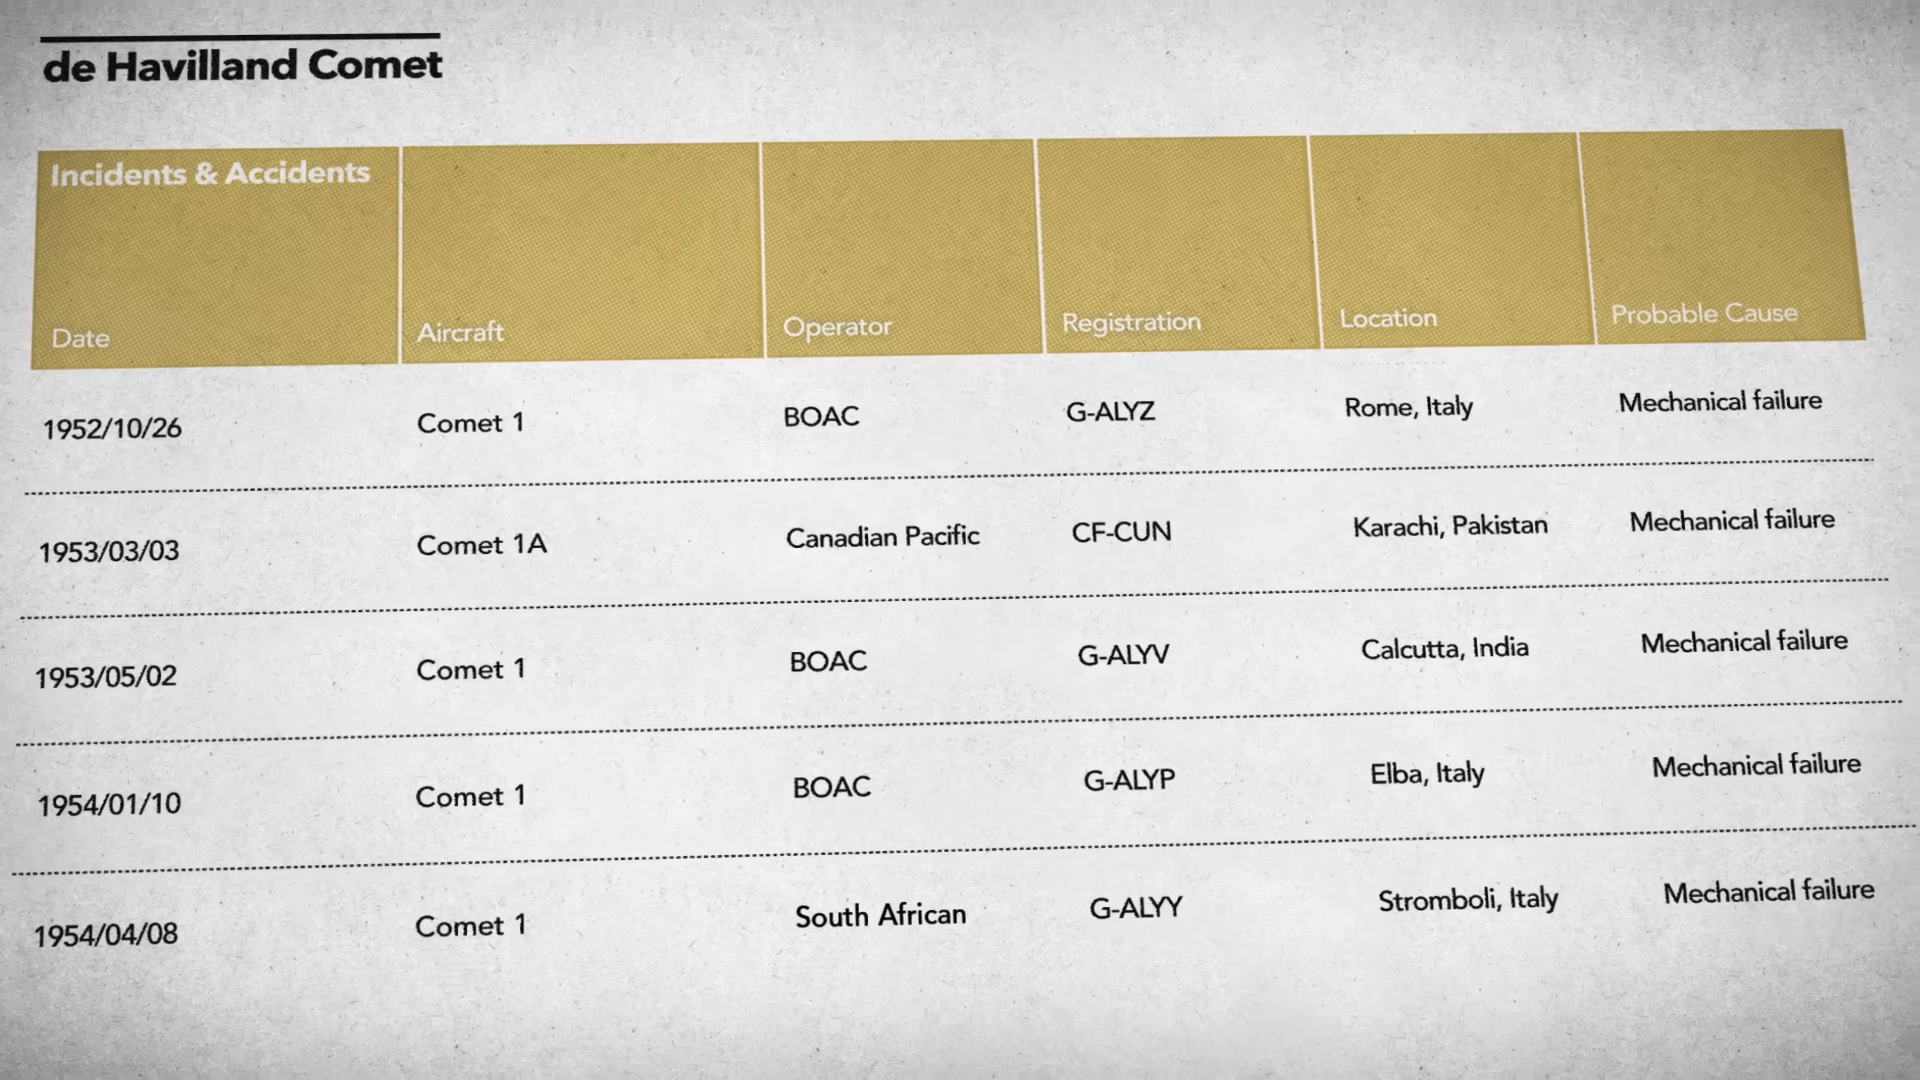 de Havilland Comet
Incidents & Accidents
Date Aircraft Operator Registration Location Probable Cause
1952/10/26 Comet 1 BOAC G-ALYZ Rome, Italy Mechanical failure
1953/03/03 Comet 1A Canadian Pacific CF-CUN Karachi, Pakistan Mechanical failure
1953/05/02 Comet 1 BOAC G-ALYV Calcutta, India Mechanical failure
1954/01/10 Comet 1 BOAC G-ALYP Elba, Italy Mechanical failure
1954/04/08 Comet 1 South African G-ALYY Stromboli, Italy Mechanical failure